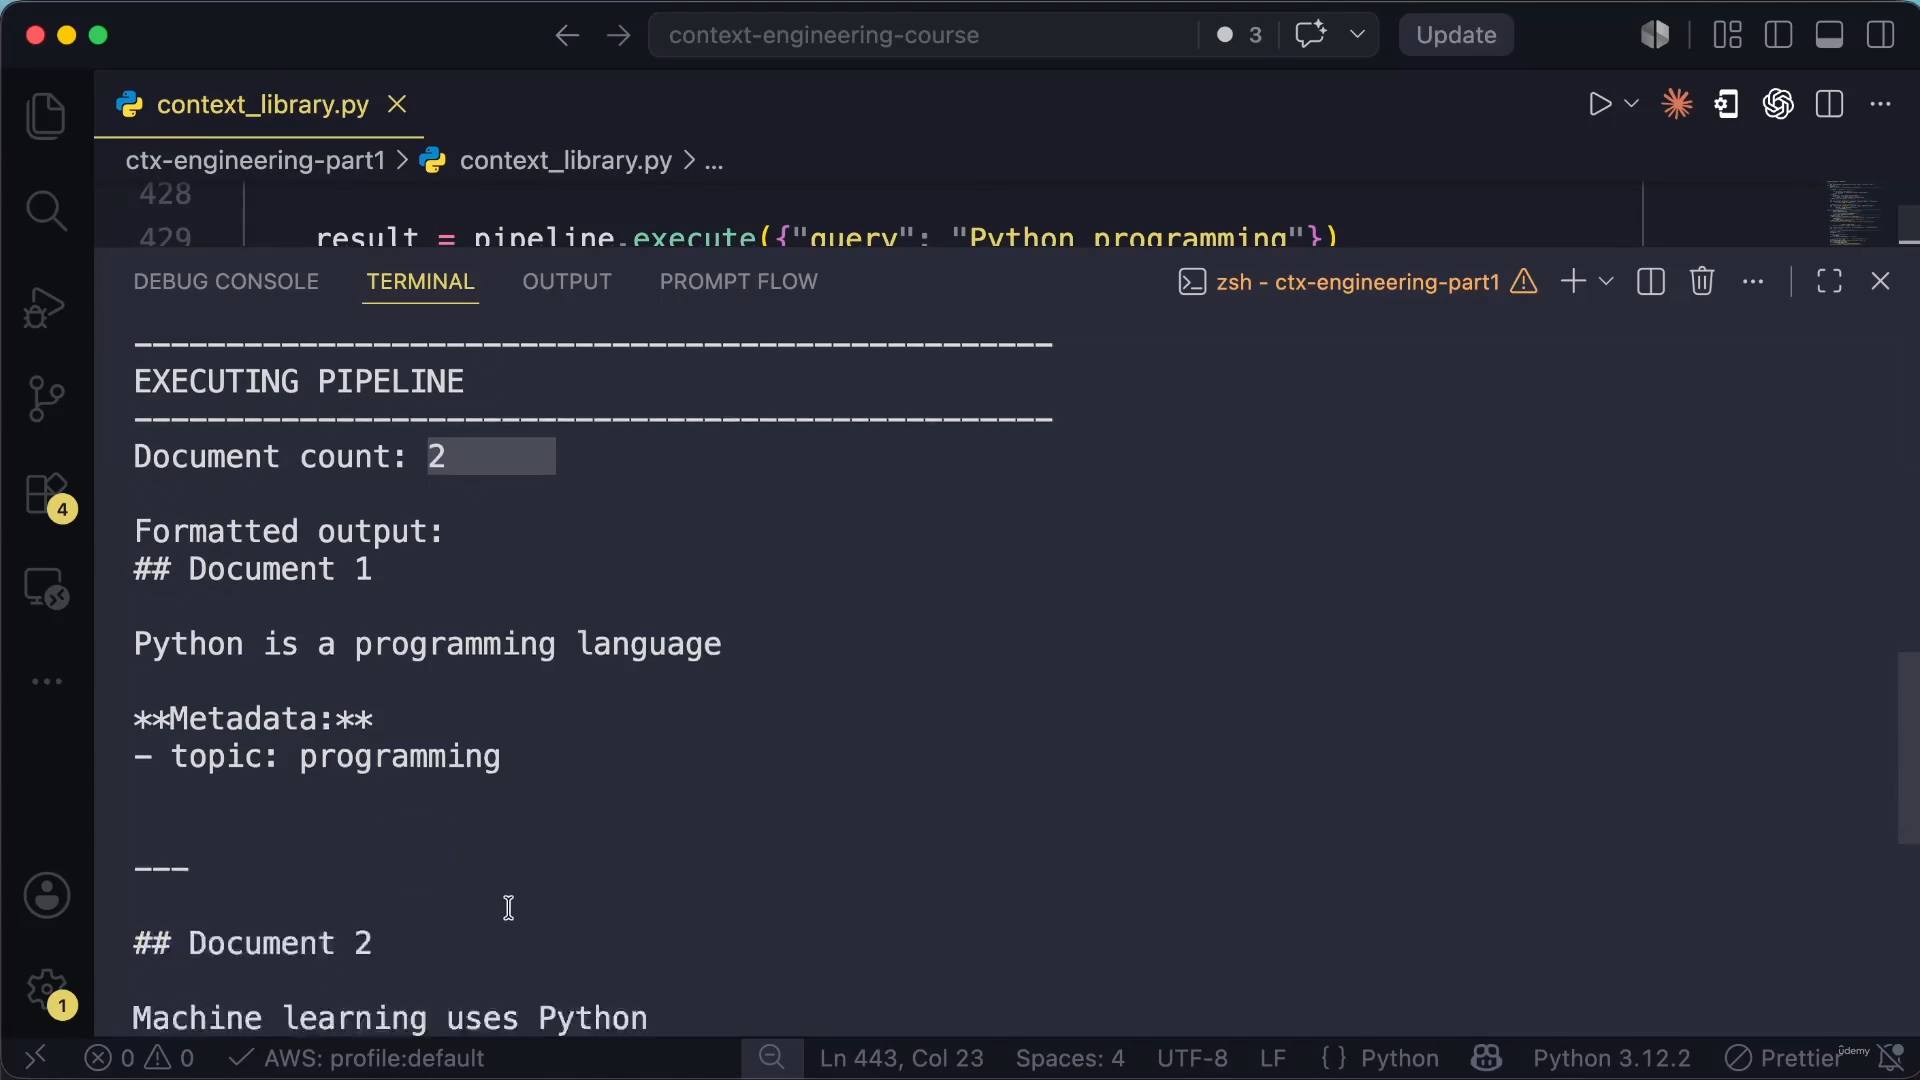 context-engineering-course
3
Update
context_library.py
ctx-engineering-part1 > context_library.py > ...
428
429 result = pipeline.execute({"query": "Python programming"})
DEBUG CONSOLE TERMINAL OUTPUT PROMPT FLOW zsh - ctx-engineering-part1
--------------------------------------------------
EXECUTING PIPELINE
--------------------------------------------------
Document count: 2
Formatted output:
## Document 1
Python is a programming language
**Metadata:**
- topic: programming
---
## Document 2
Machine learning uses Python
4
1
0 0 AWS: profile:default Ln 443, Col 23 Spaces: 4 UTF-8 LF {} Python Python 3.12.2 Prettier
ûdemy